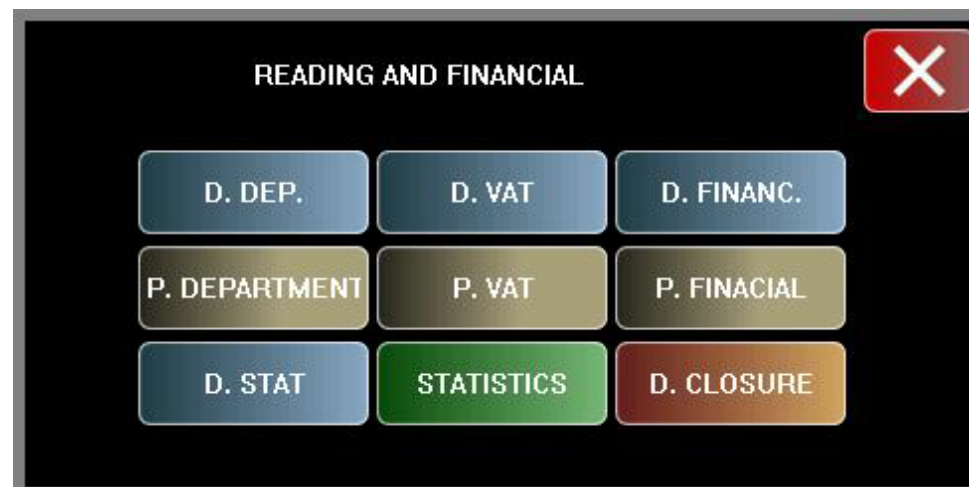 READING AND FINANCIAL
D. DEP. D. VAT D. FINANC.
P. DEPARTMENT P. VAT P. FINACIAL
D. STAT STATISTICS D. CLOSURE